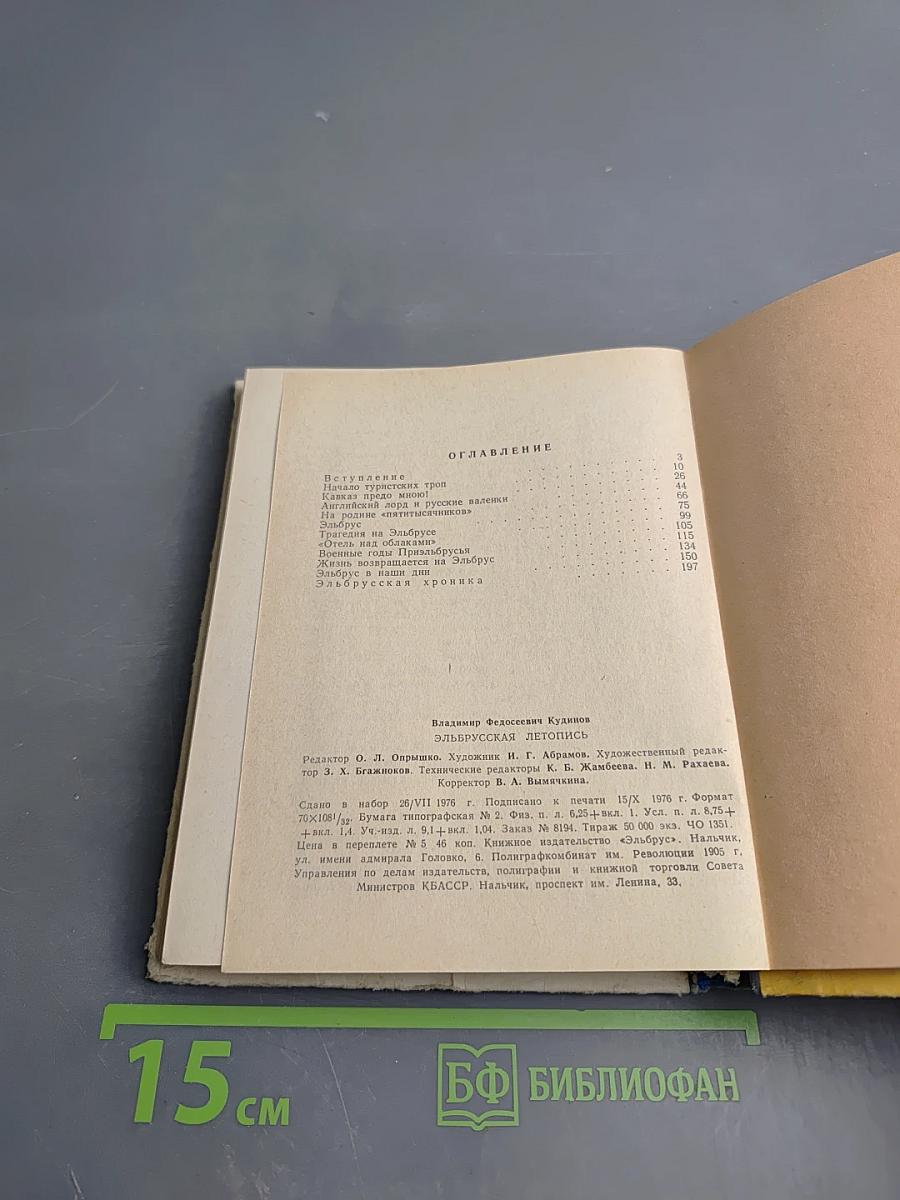 ОГЛАВЛЕНИЕ
Вступление 3
Начало туристских троп 10
Кавказ предо мною! 26
Английский лорд и русские валенки 44
На родине «пятитысячников» 66
Эльбрус 75
Трагедия на Эльбрусе 99
«Отель над облаками» 105
Военные годы Приэльбрусья 115
Жизнь возвращается на Эльбрус 134
Эльбрус в наши дни 150
Эльбрусская хроника 197
Владимир Федосеевич Кудинов
ЭЛЬБРУССКАЯ ЛЕТОПИСЬ
Редактор О. Л. Опрышко. Художник И. Г. Абрамов. Художественный редак-
тор З. Х. Бгажноков. Технические редакторы К. Б. Жамбеева. Н. М. Рахаева.
Корректор В. А. Вымячкина.
Сдано в набор 26/VII 1976 г. Подписано к печати 15/X 1976 г. Формат
70×108 1/32. Бумага типографская № 2. Физ. п. л. 6,25+вкл. 1. Усл. п. л. 8,75+
+вкл. 1,4. Уч.-изд. л. 9,1+вкл. 1,04. Заказ № 8194. Тираж 50 000 экз. ЧО 1351.
Цена в переплете № 5 46 коп. Книжное издательство «Эльбрус». Нальчик,
ул. имени адмирала Головко, 6. Полиграфкомбинат им. Революции 1905 г.
Управления по делам издательств, полиграфии и книжной торговли Совета
Министров КБАССР. Нальчик, проспект им. Ленина, 33.
15 см
БФ БИБЛИОФАН